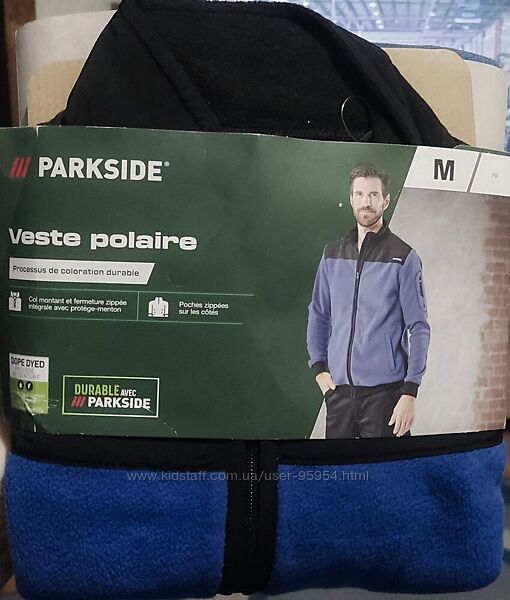 PARKSIDE®
M
FR
Veste polaire
Processus de coloration durable
Col montant et fermeture zippée
intégrale avec protège-menton
Poches zippées
sur les côtés
DOPE DYED
DURABLE AVEC
PARKSIDE
www.kidstaff.com.ua/user-95954.html